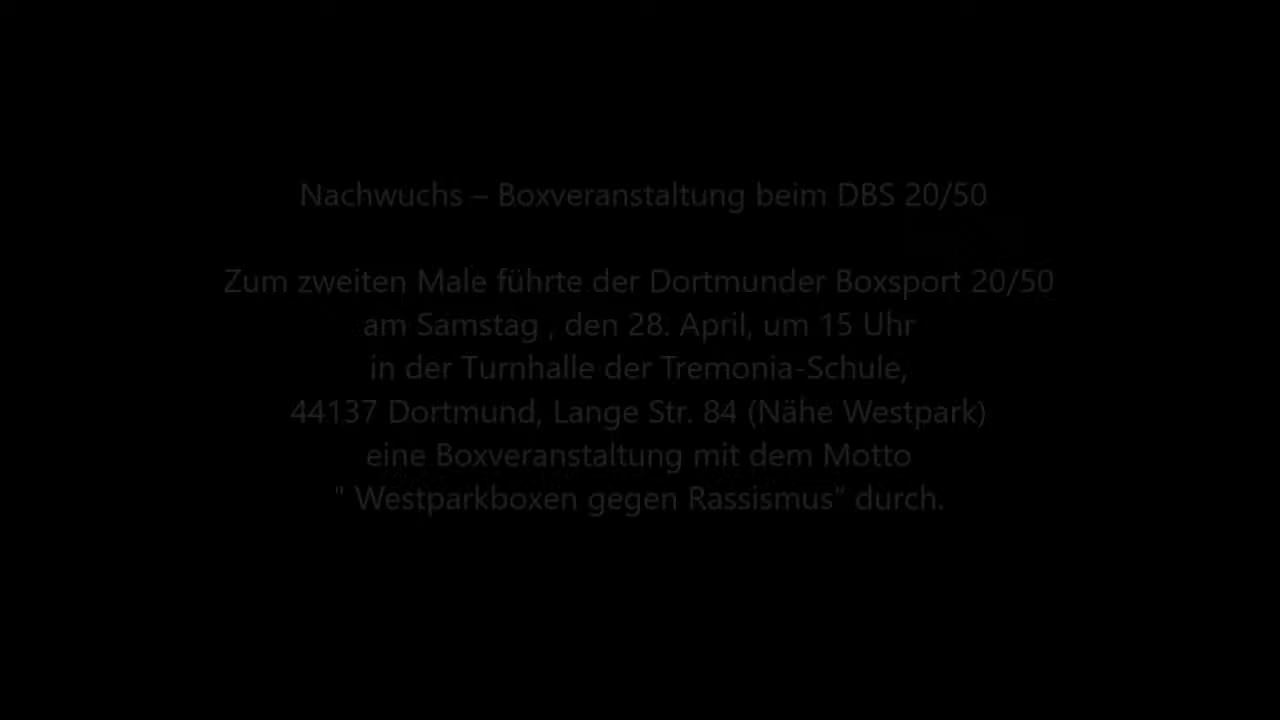 Nachwuchs – Boxveranstaltung beim DBS 20/50
Zum zweiten Male führte der Dortmunder Boxsport 20/50
am Samstag , den 28. April, um 15 Uhr
in der Turnhalle der Tremonia-Schule,
44137 Dortmund, Lange Str. 84 (Nähe Westpark)
eine Boxveranstaltung mit dem Motto
" Westparkboxen gegen Rassismus" durch.